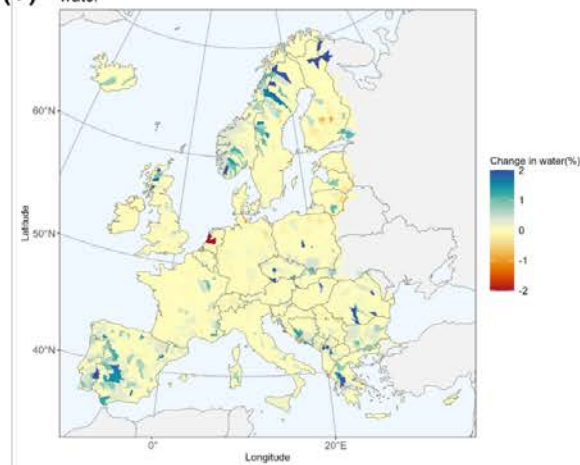 water
60°N
50°N
40°N
Latitude
0°
20°E
Longitude
Change in water(%)
2
1
0
-1
-2